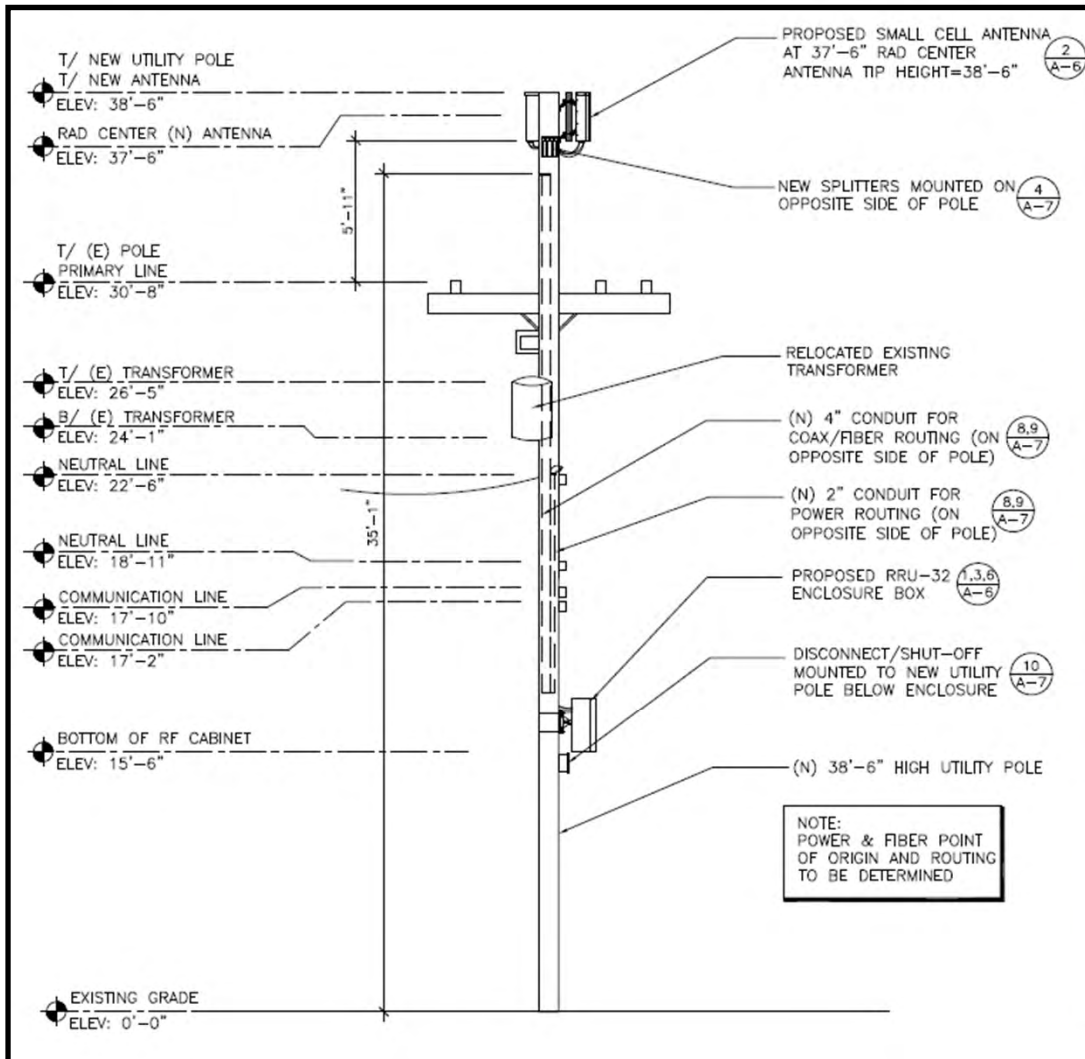 T/ NEW UTILITY POLE
T/ NEW ANTENNA
ELEV: 38'-6"
RAD CENTER (N) ANTENNA
ELEV: 37'-6"
T/ (E) POLE
PRIMARY LINE
ELEV: 30'-8"
T/ (E) TRANSFORMER
ELEV: 26'-5"
B/ (E) TRANSFORMER
ELEV: 24'-1"
NEUTRAL LINE
ELEV: 22'-6"
NEUTRAL LINE
ELEV: 18'-11"
COMMUNICATION LINE
ELEV: 17'-10"
COMMUNICATION LINE
ELEV: 17'-2"
BOTTOM OF RF CABINET
ELEV: 15'-6"
EXISTING GRADE
ELEV: 0'-0"
5'-11"
35'-1"
PROPOSED SMALL CELL ANTENNA
AT 37'-6" RAD CENTER
ANTENNA TIP HEIGHT=38'-6"
2
A-6
NEW SPLITTERS MOUNTED ON
OPPOSITE SIDE OF POLE
4
A-7
RELOCATED EXISTING
TRANSFORMER
(N) 4" CONDUIT FOR
COAX/FIBER ROUTING (ON
OPPOSITE SIDE OF POLE)
8,9
A-7
(N) 2" CONDUIT FOR
POWER ROUTING (ON
OPPOSITE SIDE OF POLE)
8,9
A-7
PROPOSED RRU-32
ENCLOSURE BOX
1,3,6
A-6
DISCONNECT/SHUT-OFF
MOUNTED TO NEW UTILITY
POLE BELOW ENCLOSURE
10
A-7
(N) 38'-6" HIGH UTILITY POLE
NOTE:
POWER & FIBER POINT
OF ORIGIN AND ROUTING
TO BE DETERMINED